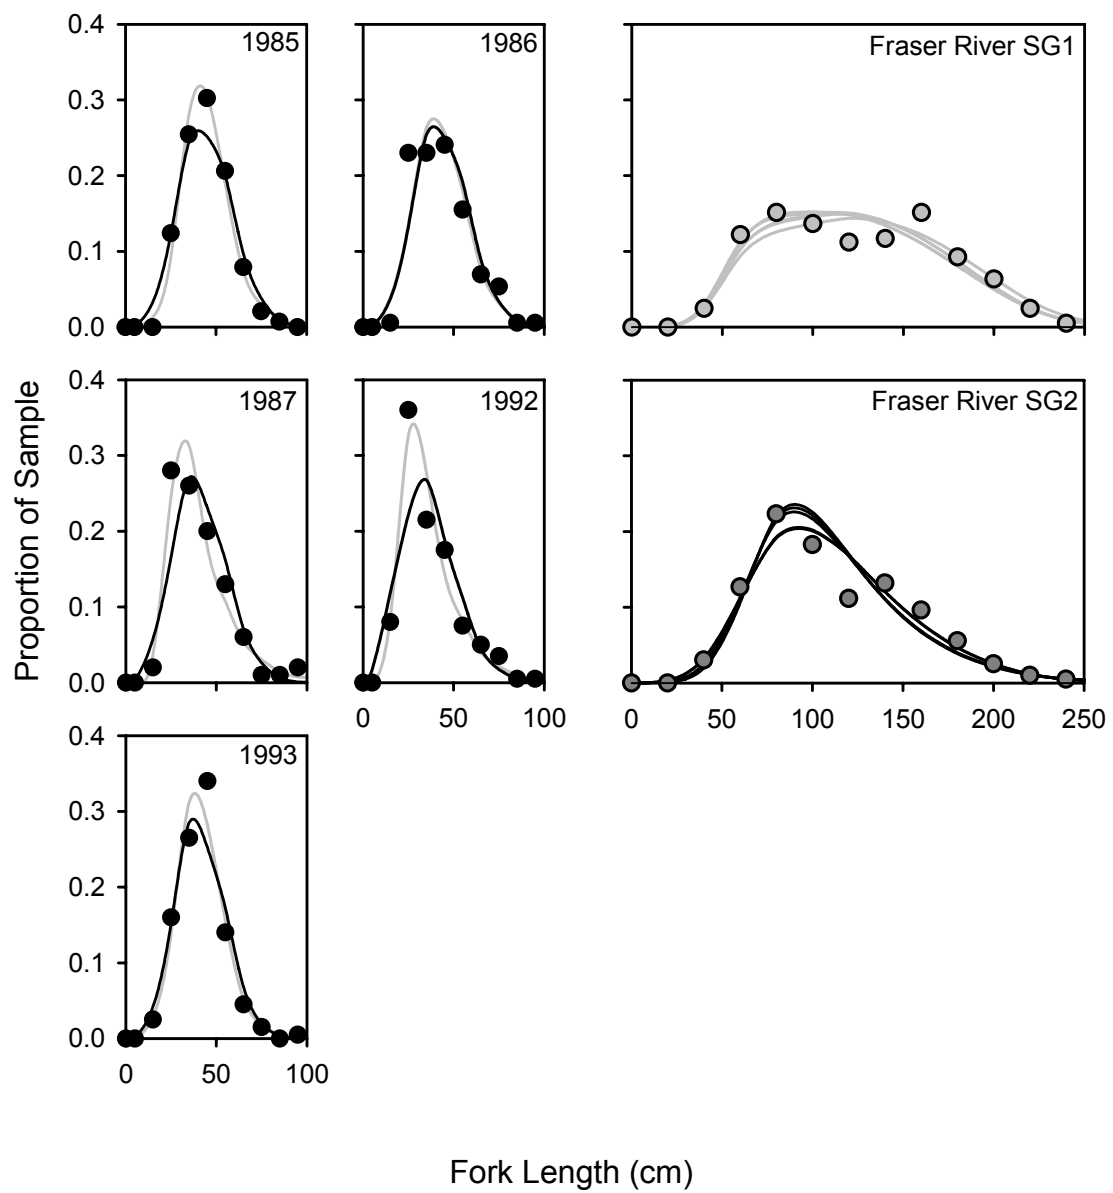 0.4
0.3
0.2
0.1
0.0
1985
1986
Fraser River SG1
0.4
0.3
0.2
0.1
0.0
1987
1992
0 50 100
Fraser River SG2
0 50 100 150 200 250
0.4
0.3
0.2
0.1
0.0
1993
0 50 100
Proportion of Sample
Fork Length (cm)